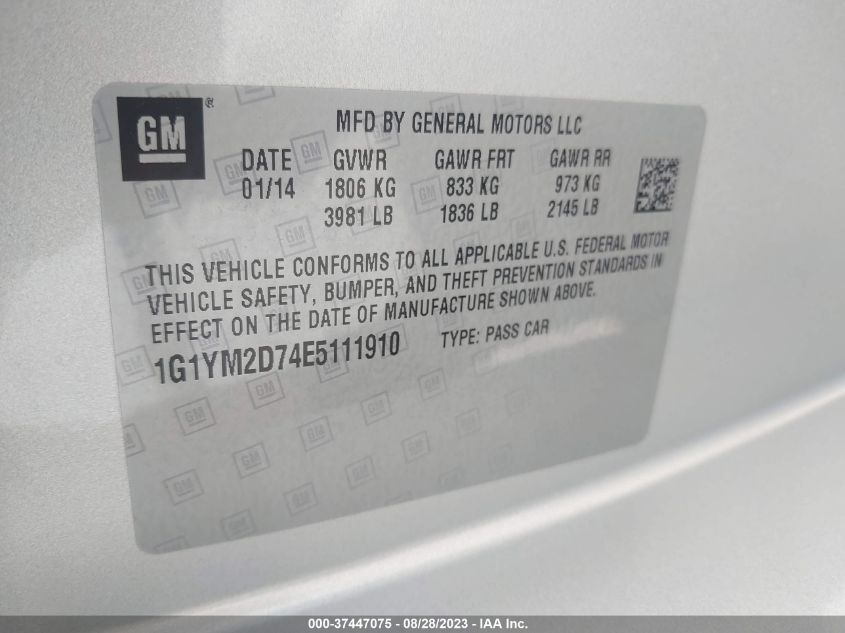 GM®
MFD BY GENERAL MOTORS LLC
DATE GVWR GAWR FRT GAWR RR
01/14 1806 KG 833 KG 973 KG
3981 LB 1836 LB 2145 LB
THIS VEHICLE CONFORMS TO ALL APPLICABLE U.S. FEDERAL MOTOR
VEHICLE SAFETY, BUMPER, AND THEFT PREVENTION STANDARDS IN
EFFECT ON THE DATE OF MANUFACTURE SHOWN ABOVE.
1G1YM2D74E5111910 TYPE: PASS CAR
000-37447075 - 08/28/2023 - IAA Inc.